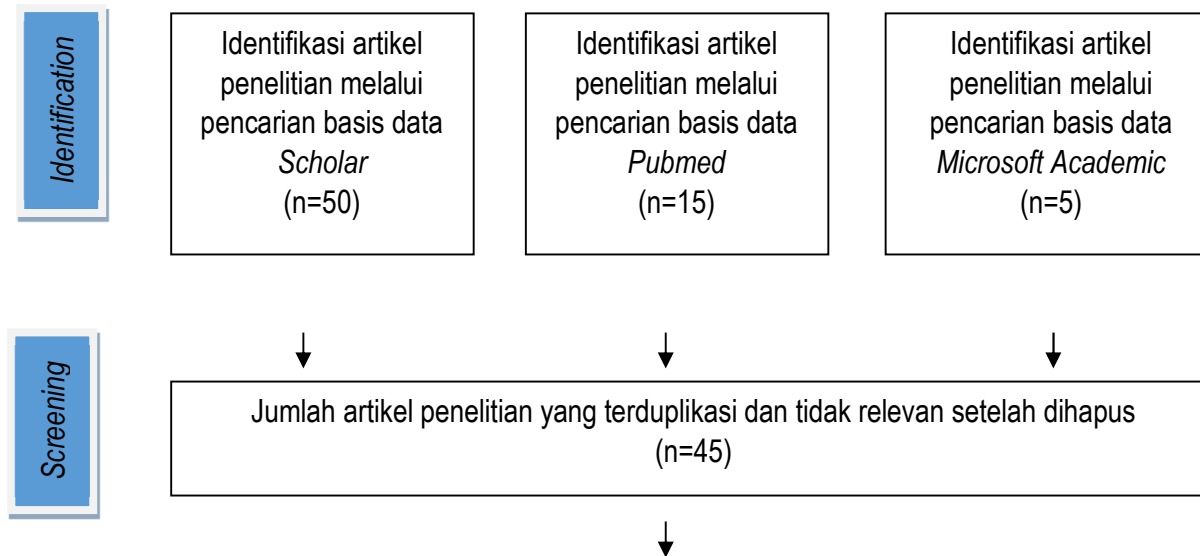 Identification
Identifikasi artikel
penelitian melalui
pencarian basis data
Scholar
(n=50)
Identifikasi artikel
penelitian melalui
pencarian basis data
Pubmed
(n=15)
Identifikasi artikel
penelitian melalui
pencarian basis data
Microsoft Academic
(n=5)
Screening
Jumlah artikel penelitian yang terduplikasi dan tidak relevan setelah dihapus
(n=45)